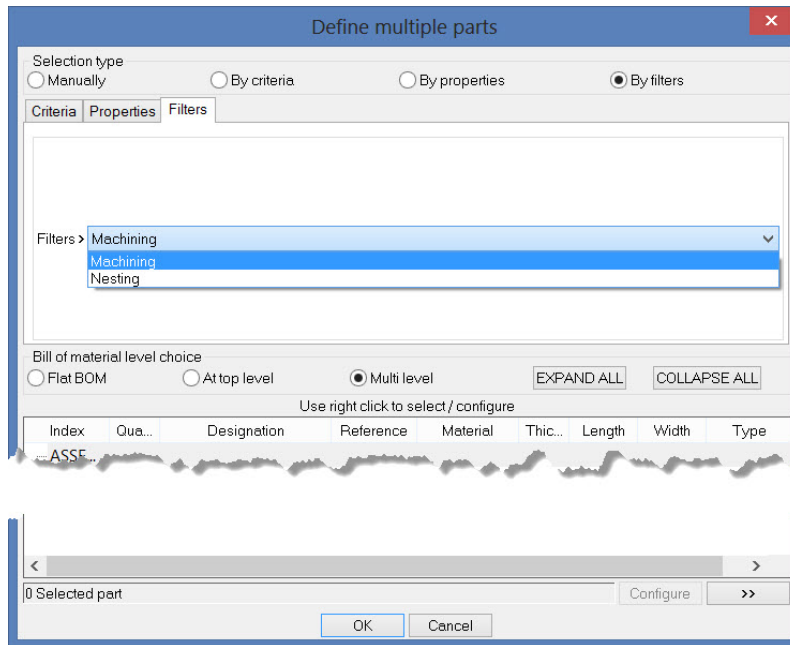 Define multiple parts
Selection type
Manually By criteria By properties By filters
Criteria Properties Filters
Filters > Machining
Machining
Nesting
Bill of material level choice
Flat BOM At top level Multi level EXPAND ALL COLLAPSE ALL
Use right click to select / configure
Index Qua... Designation Reference Material Thic... Length Width Type
0 Selected part Configure >>
OK Cancel